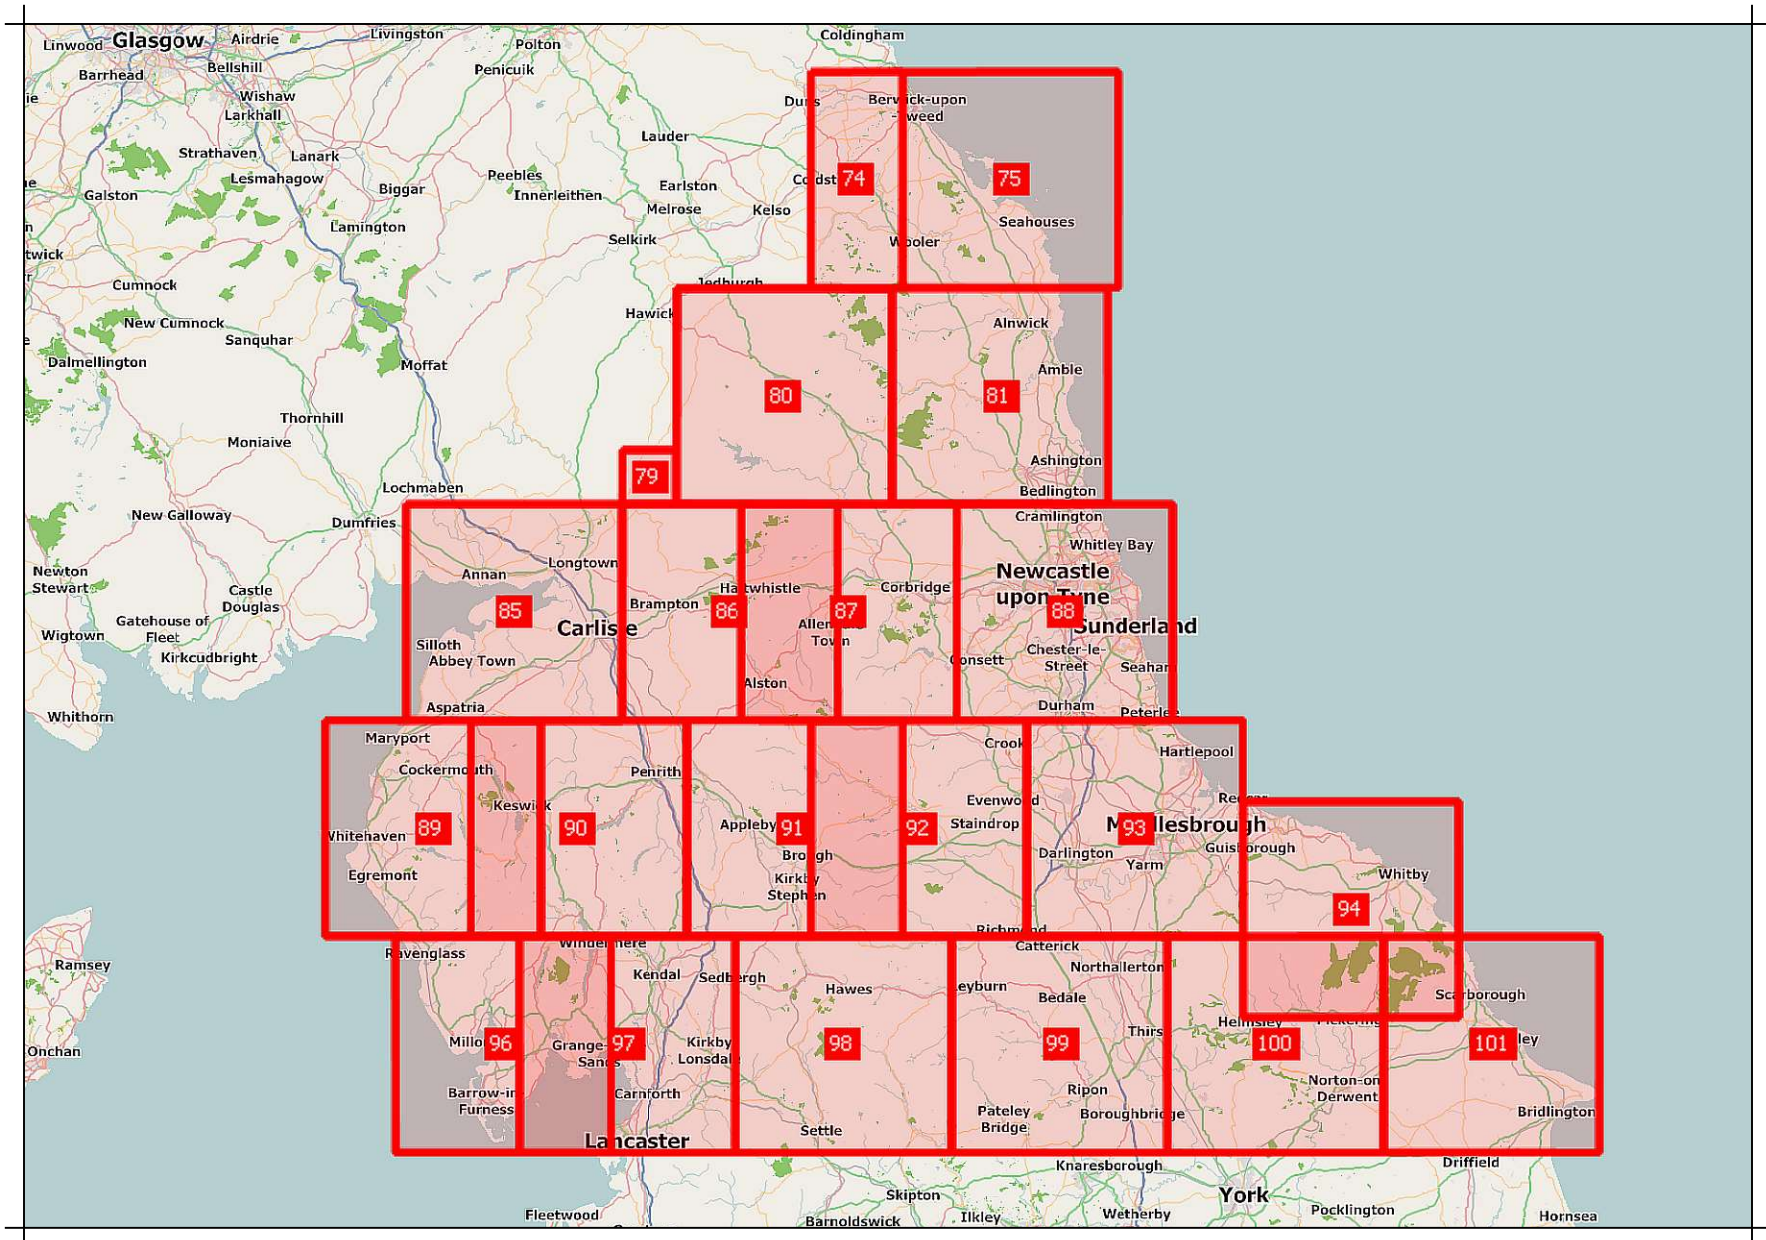 Glasgow
Airdrie
Livingston
Coldingham
Linwood
Polton
Barrhead
Bellshill
Penicuik
Wishaw
Larkhall
Duns
Berwick-upon
-Tweed
Lauder
Strathaven
Lanark
Lesmahagow
Peebles
74
75
Galston
Biggar
Innerleithen
Earlston
Melrose
Kelso
Lamington
Seahouses
Selkirk
Wooler
twick
Cumnock
Jedburgh
Hawick
New Cumnock
Alnwick
Sanquhar
Dalmellington
Moffat
Amble
80
81
Thornhill
Moniaive
Ashington
79
Lochmaben
Bedlington
New Galloway
Dumfries
Cramlington
Whitley Bay
Newton
Stewart
Annan
Longtown
Newcastle
upon Tyne
Castle
Douglas
Haltwhistle
Corbridge
Brampton
85
86
87
88
Gatehouse of
Fleet
Carlisle
Allendale
Town
Sunderland
Wigtown
Silloth
Abbey Town
Kirkcudbright
Chester-le-
Street
Consett
Seaham
Alston
Whithorn
Aspatria
Durham
Peterlee
Maryport
Crook
Hartlepool
Cockermouth
Penrith
Keswick
Evenwood
Redcar
Whitehaven
89
90
Appleby
91
92
Staindrop
93
Middlesbrough
Brough
Darlington
Yarm
Guisborough
Egremont
Kirkby
Stephen
Whitby
94
Richmond
Ravenglass
Windermere
Catterick
Ramsey
Kendal
Sedbergh
Northallerton
Hawes
Leyburn
Bedale
Scarborough
Helmsley
Pickering
Thirs
Onchan
Millo
96
Grange-
Sands
97
Kirkby
Lonsdale
98
99
100
101
ley
Barrow-in
Furness
Carnforth
Ripon
Norton-on
Derwent
Pateley
Bridge
Boroughbridge
Bridlington
Lancaster
Settle
Knaresborough
Driffield
Skipton
York
Fleetwood
Barnoldswick
Ilkley
Wetherby
Pocklington
Hornsea